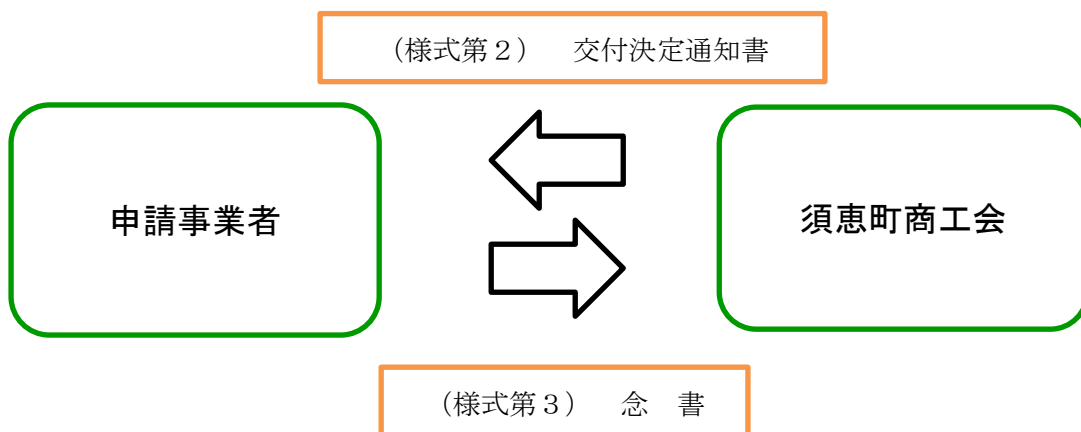 （様式第２）　交付決定通知書
申請事業者
須恵町商工会
（様式第３）　念　書